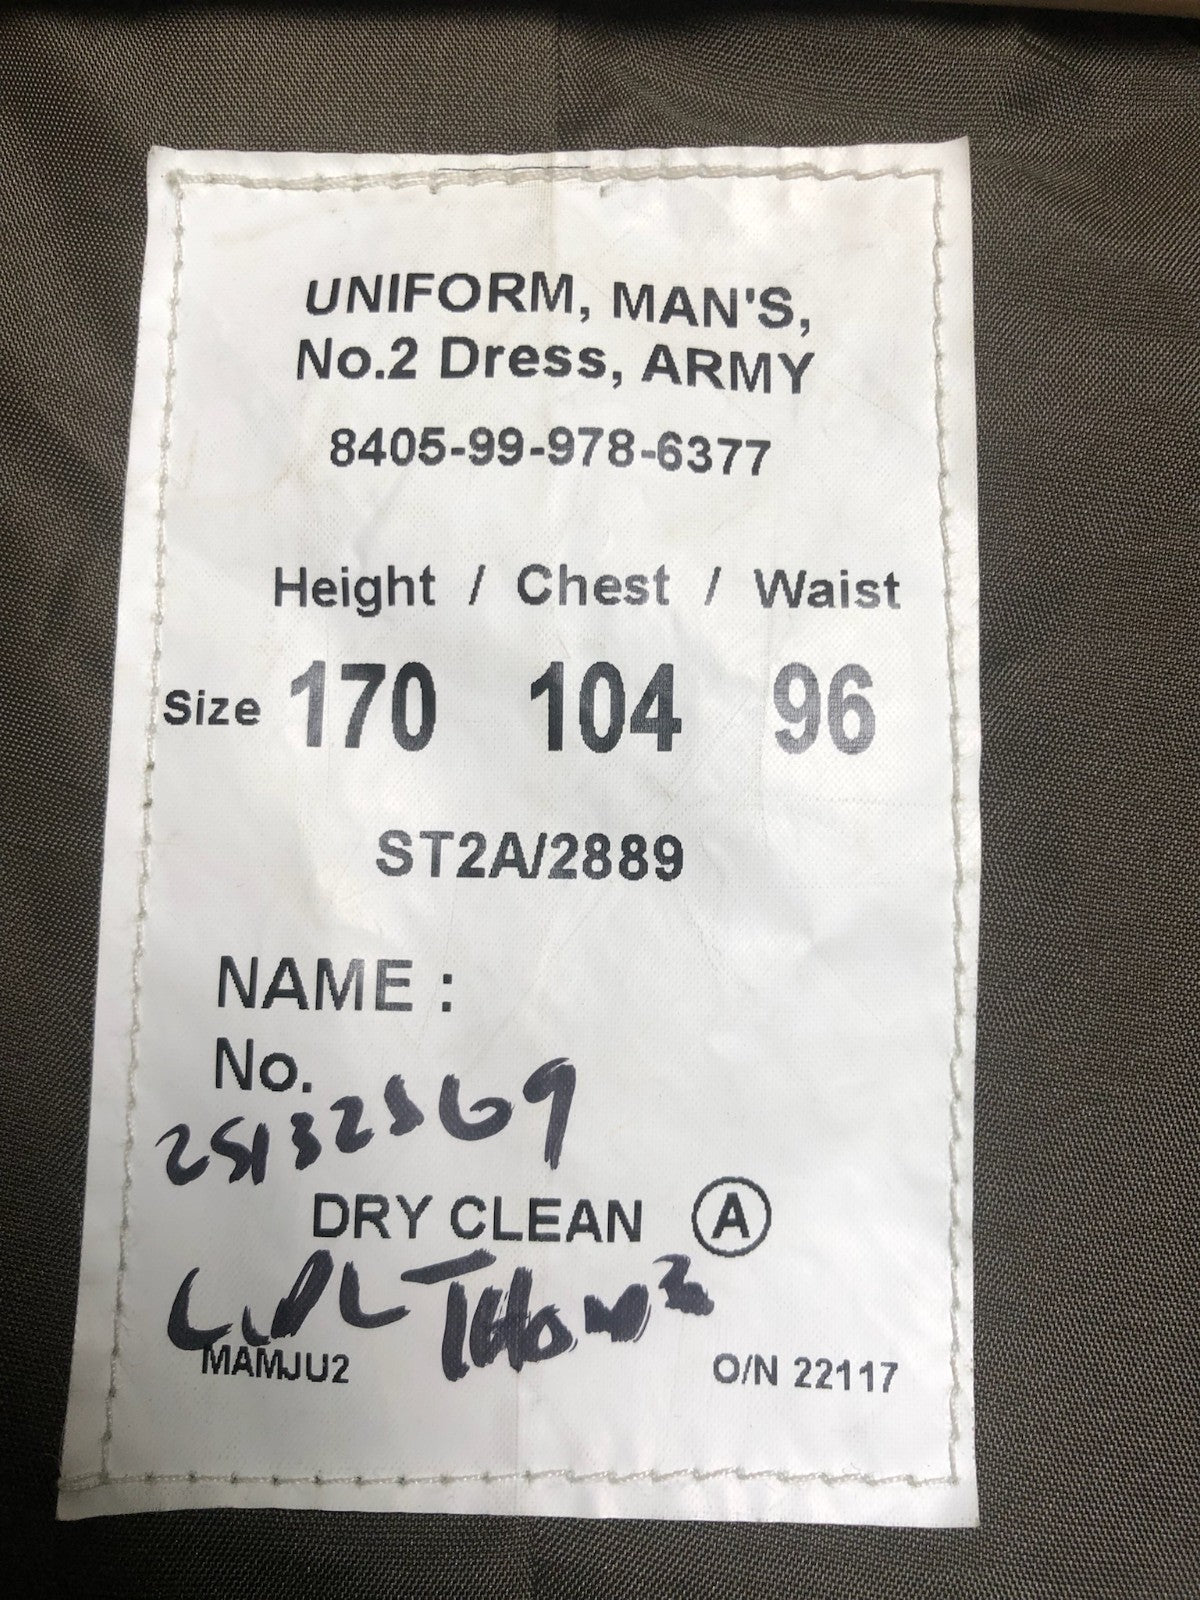 UNIFORM, MAN'S,
No.2 Dress, ARMY
8405-99-978-6377
Height / Chest / Waist
Size 170 104 96
ST2A/2889
NAME :
No.
25132569
DRY CLEAN A
MAMJU2
O/N 22117